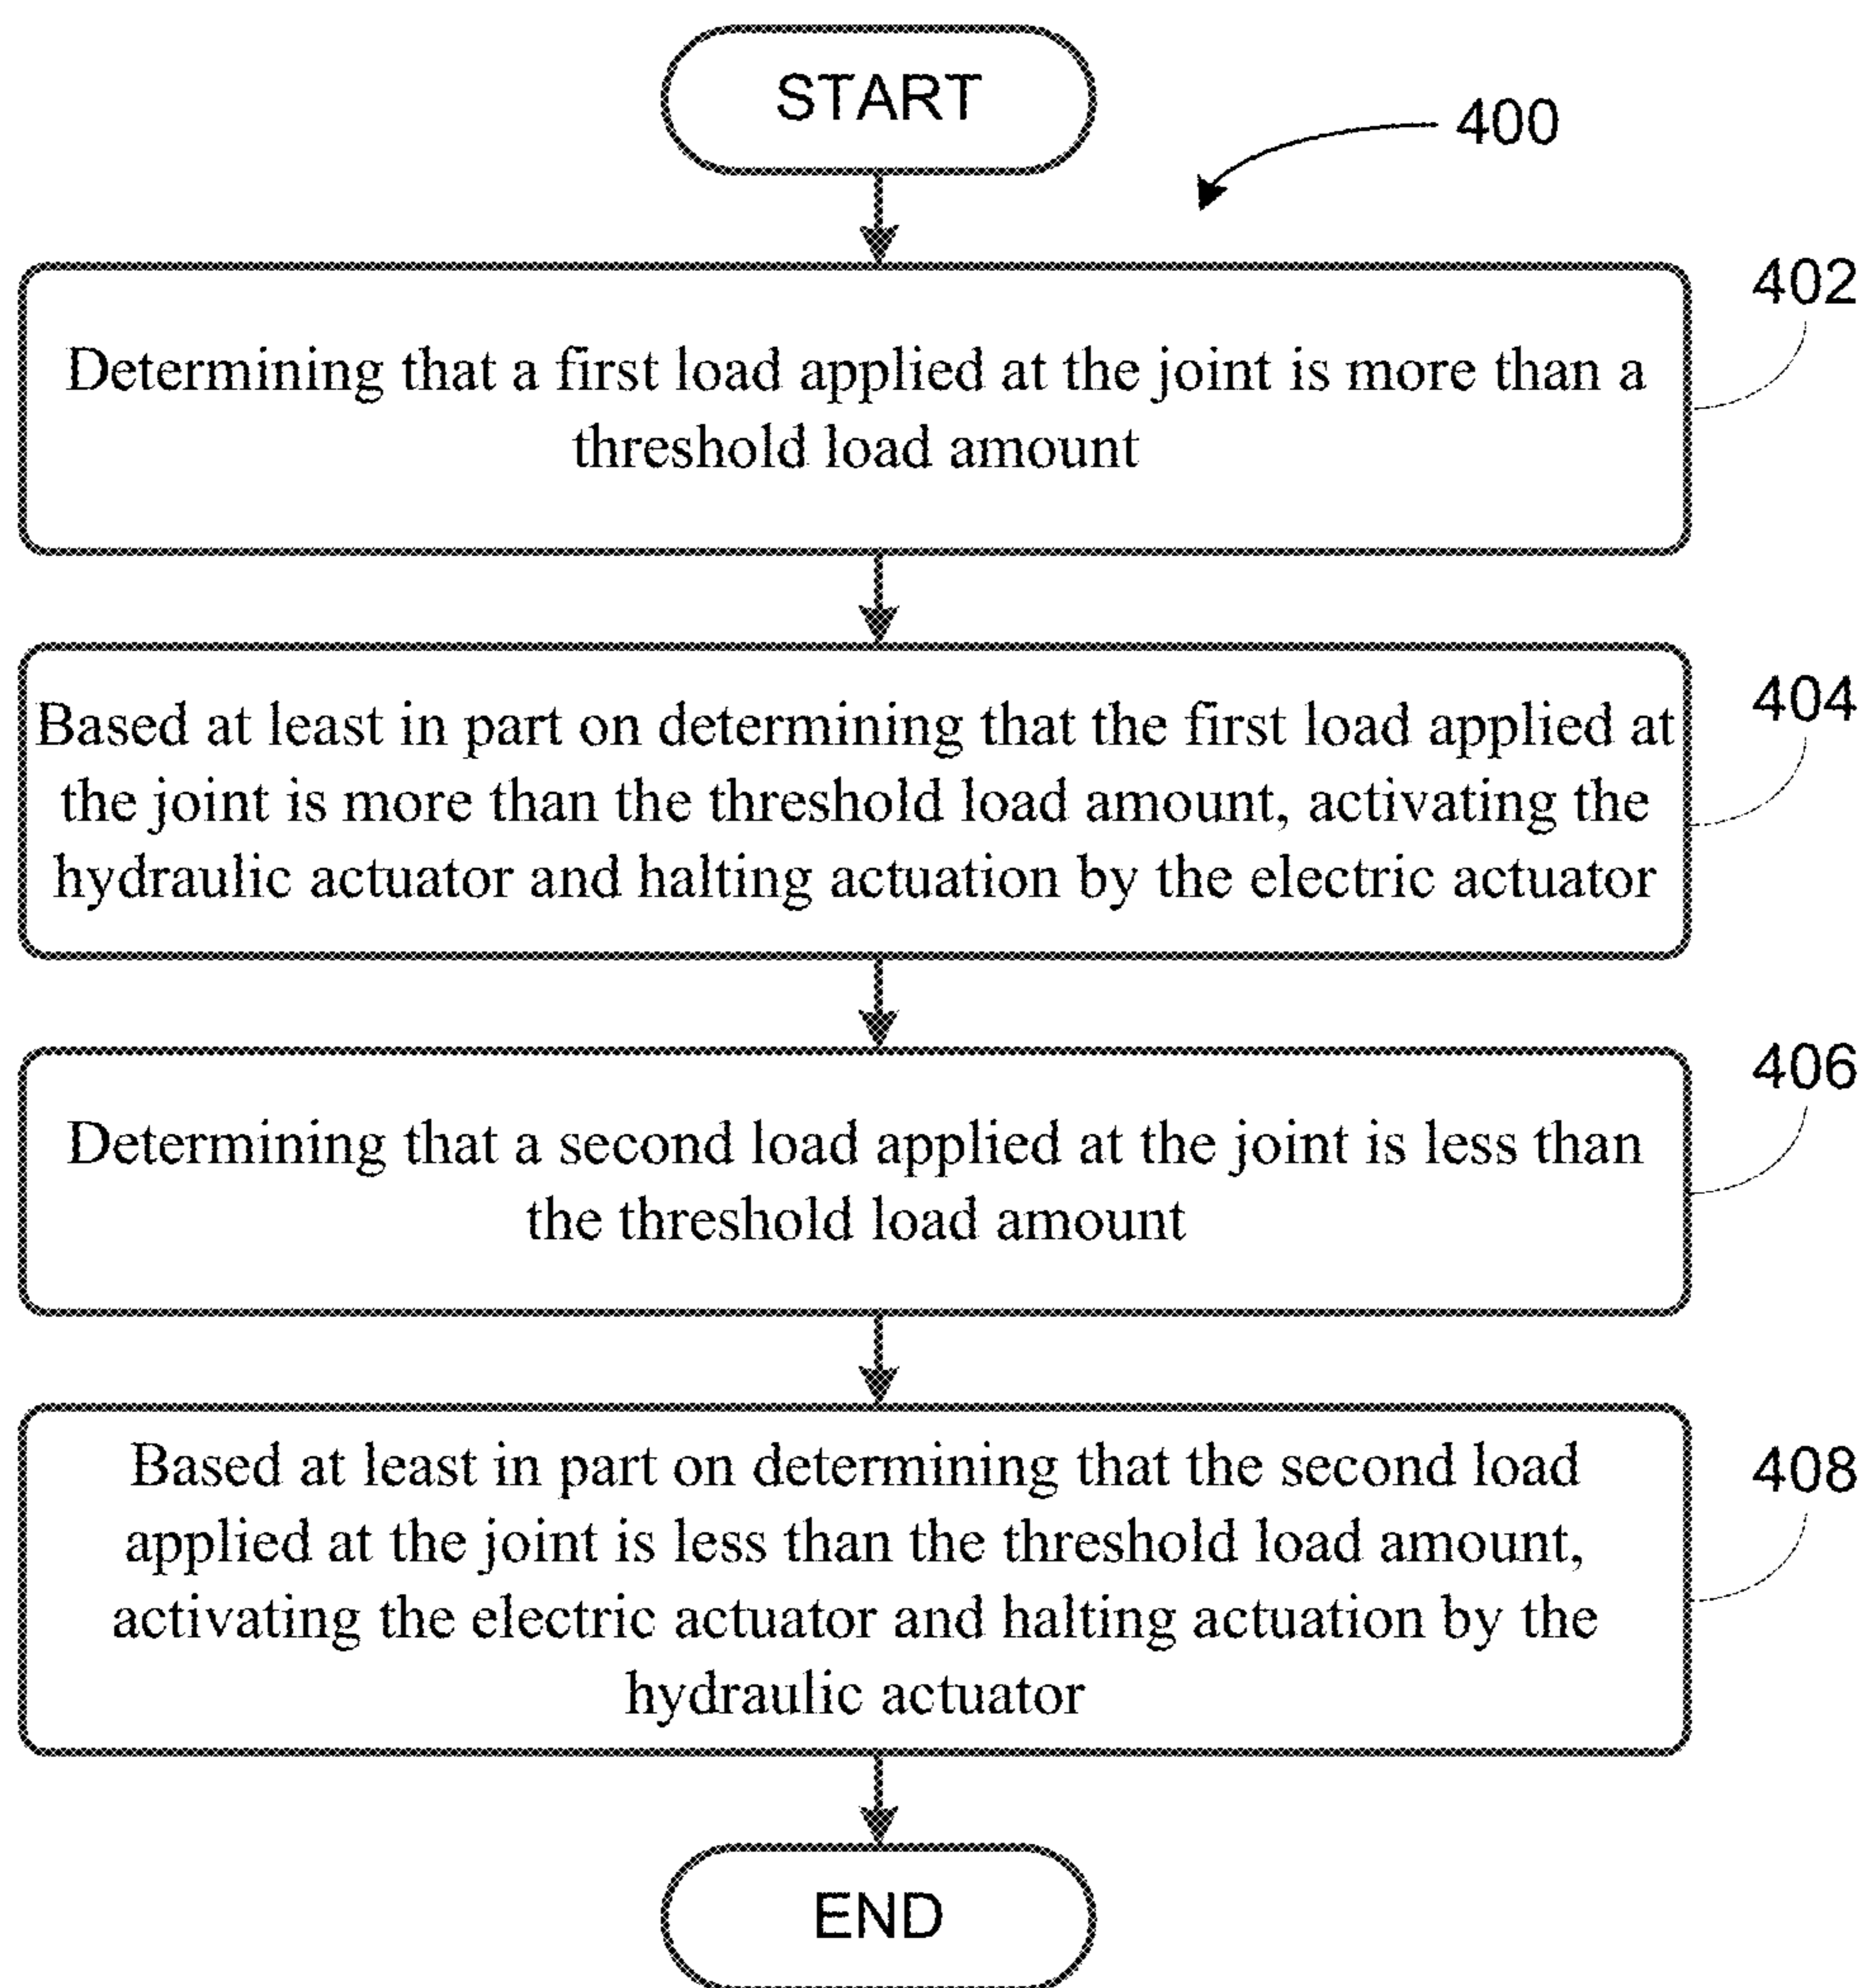 START
400
402
Determining that a first load applied at the joint is more than a
threshold load amount
404
Based at least in part on determining that the first load applied at
the joint is more than the threshold load amount, activating the
hydraulic actuator and halting actuation by the electric actuator
406
Determining that a second load applied at the joint is less than
the threshold load amount
408
Based at least in part on determining that the second load
applied at the joint is less than the threshold load amount,
activating the electric actuator and halting actuation by the
hydraulic actuator
END